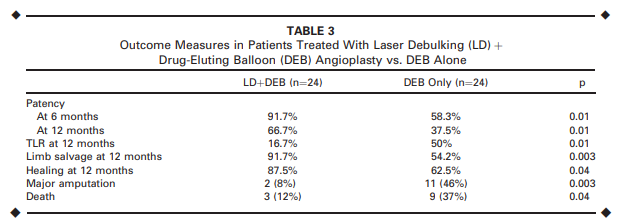 TABLE 3
Outcome Measures in Patients Treated With Laser Debulking (LD) +
Drug-Eluting Balloon (DEB) Angioplasty vs. DEB Alone
LD+DEB (n=24) DEB Only (n=24) p
Patency
At 6 months 91.7% 58.3% 0.01
At 12 months 66.7% 37.5% 0.01
TLR at 12 months 16.7% 50% 0.01
Limb salvage at 12 months 91.7% 54.2% 0.003
Healing at 12 months 87.5% 62.5% 0.04
Major amputation 2 (8%) 11 (46%) 0.003
Death 3 (12%) 9 (37%) 0.04